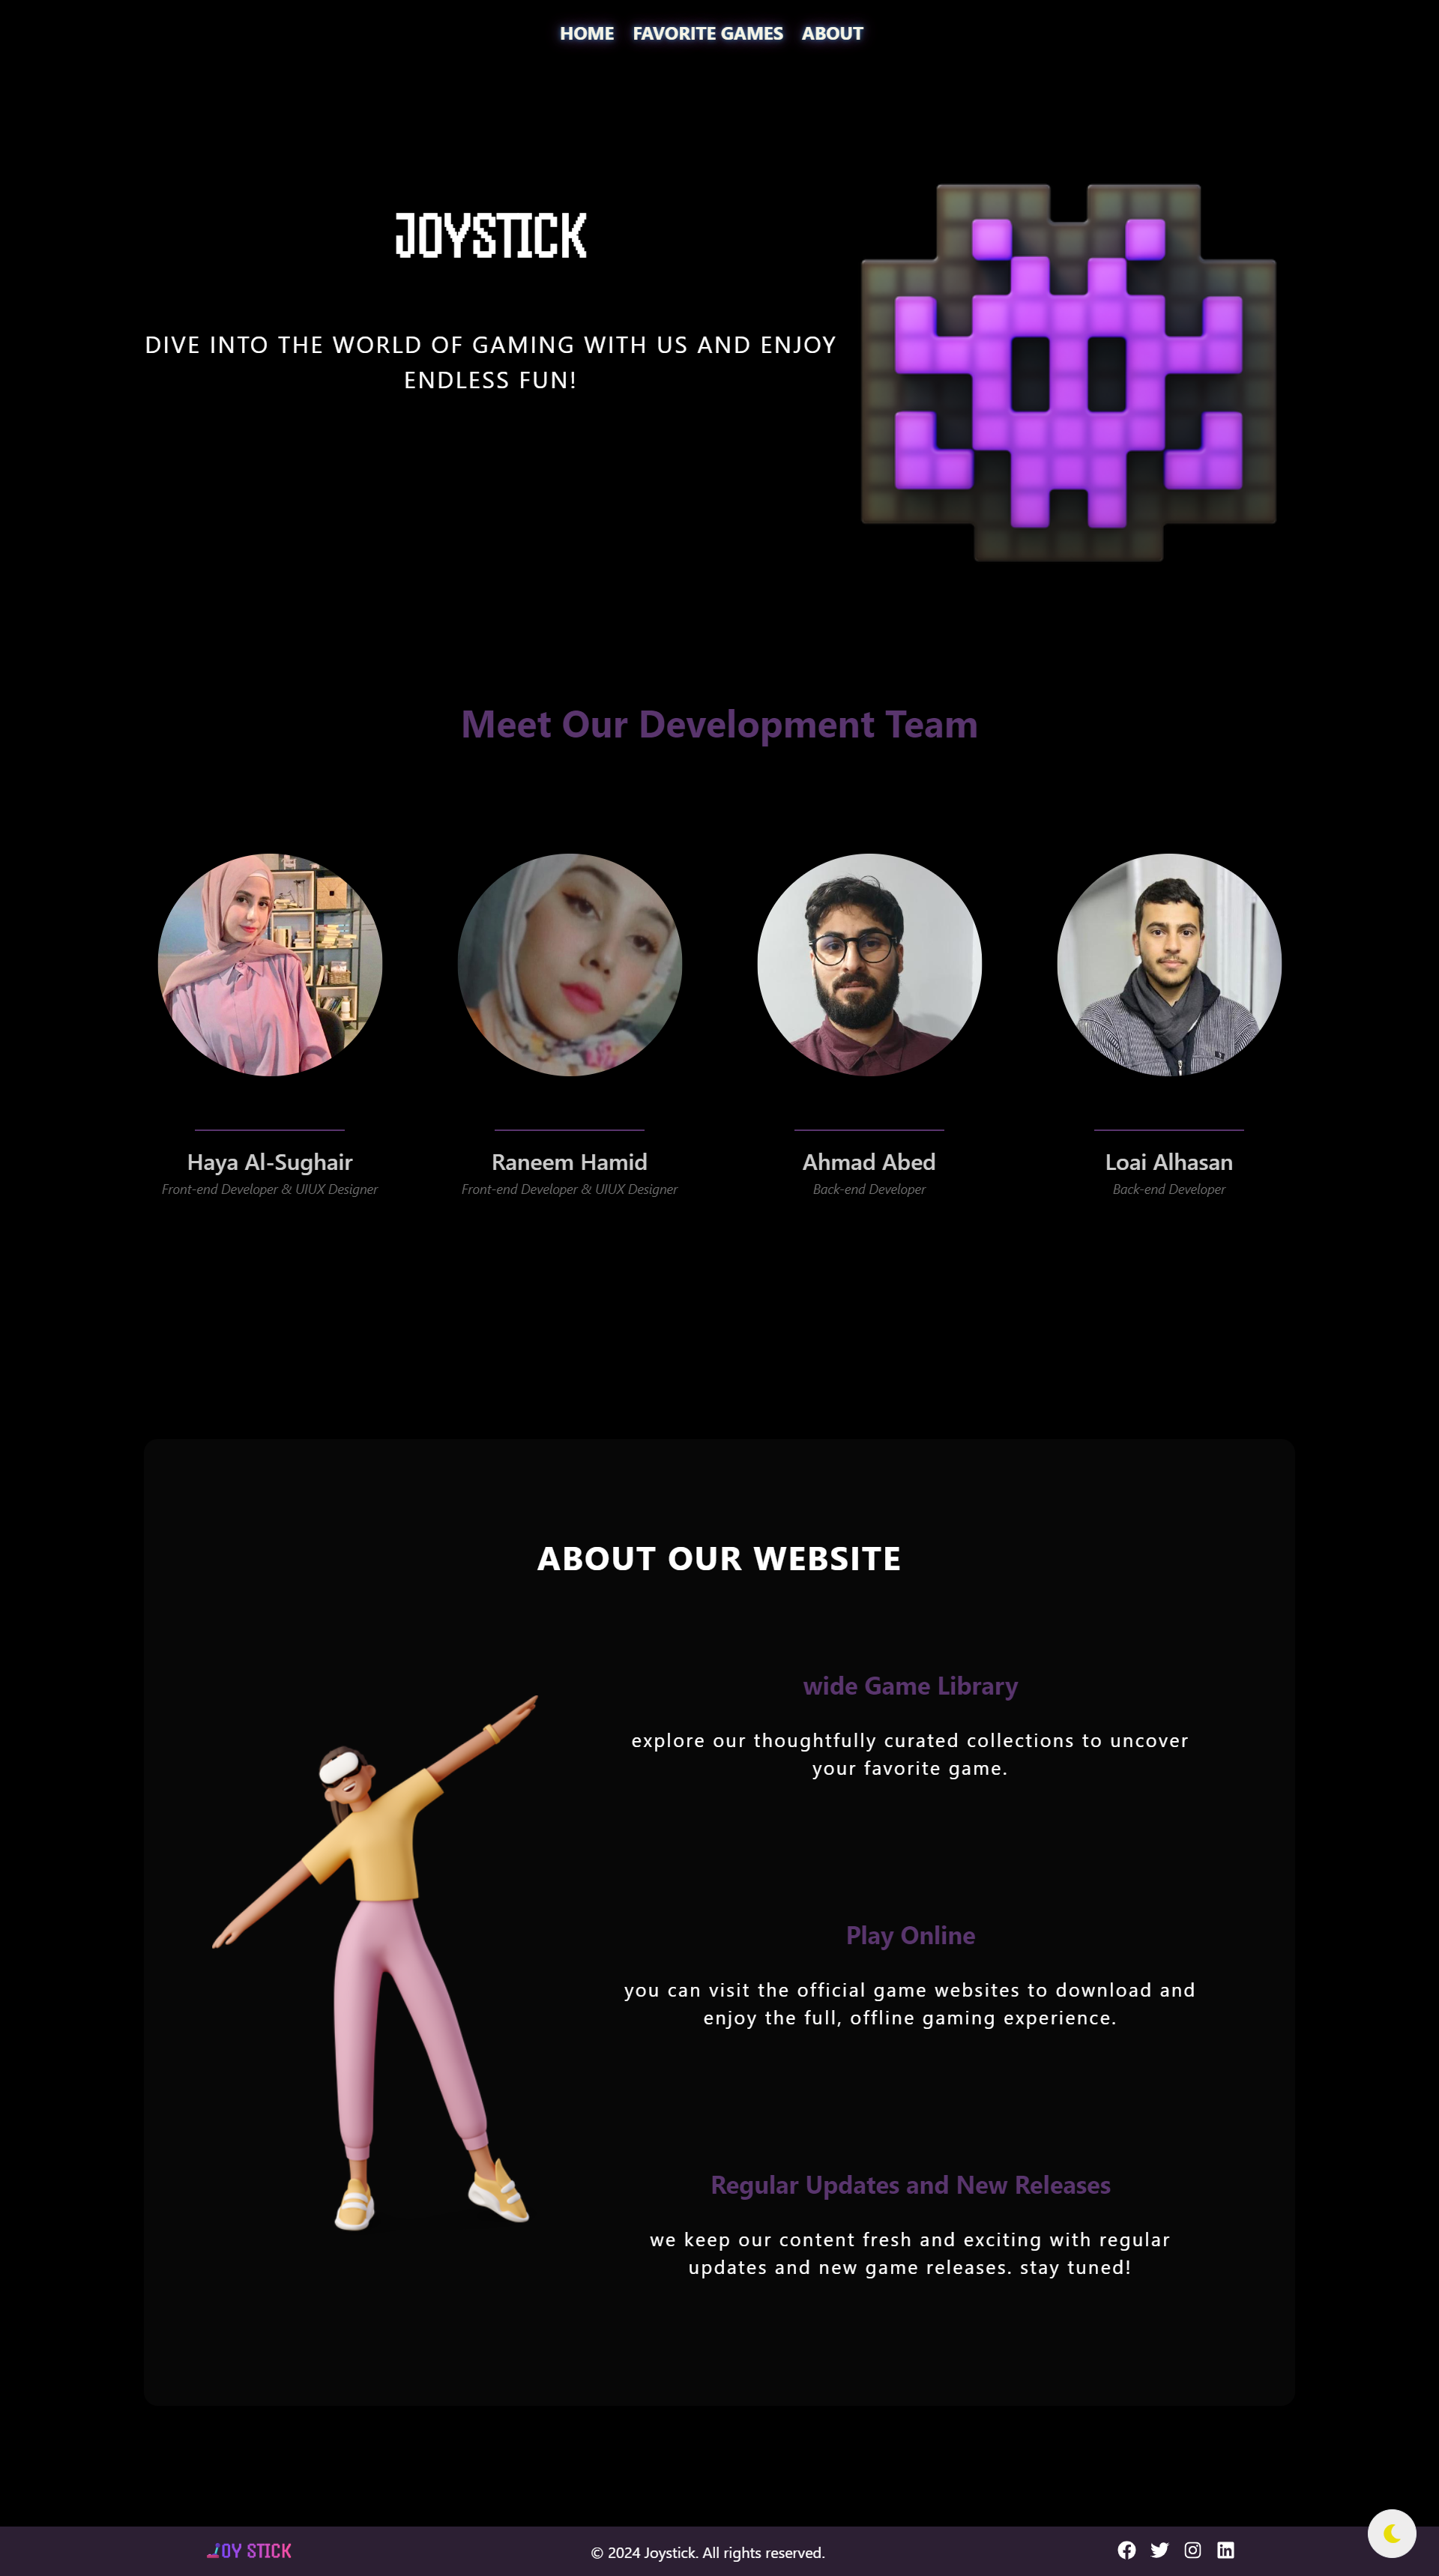 HOME FAVORITE GAMES ABOUT
JOYSTICK
DIVE INTO THE WORLD OF GAMING WITH US AND ENJOY
ENDLESS FUN!
Meet Our Development Team
Haya Al-Sughair
Front-end Developer & UIUX Designer
Raneem Hamid
Front-end Developer & UIUX Designer
Ahmad Abed
Back-end Developer
Loai Alhasan
Back-end Developer
ABOUT OUR WEBSITE
wide Game Library
explore our thoughtfully curated collections to uncover
your favorite game.
Play Online
you can visit the official game websites to download and
enjoy the full, offline gaming experience.
Regular Updates and New Releases
we keep our content fresh and exciting with regular
updates and new game releases. stay tuned!
JOY STICK
© 2024 Joystick. All rights reserved.